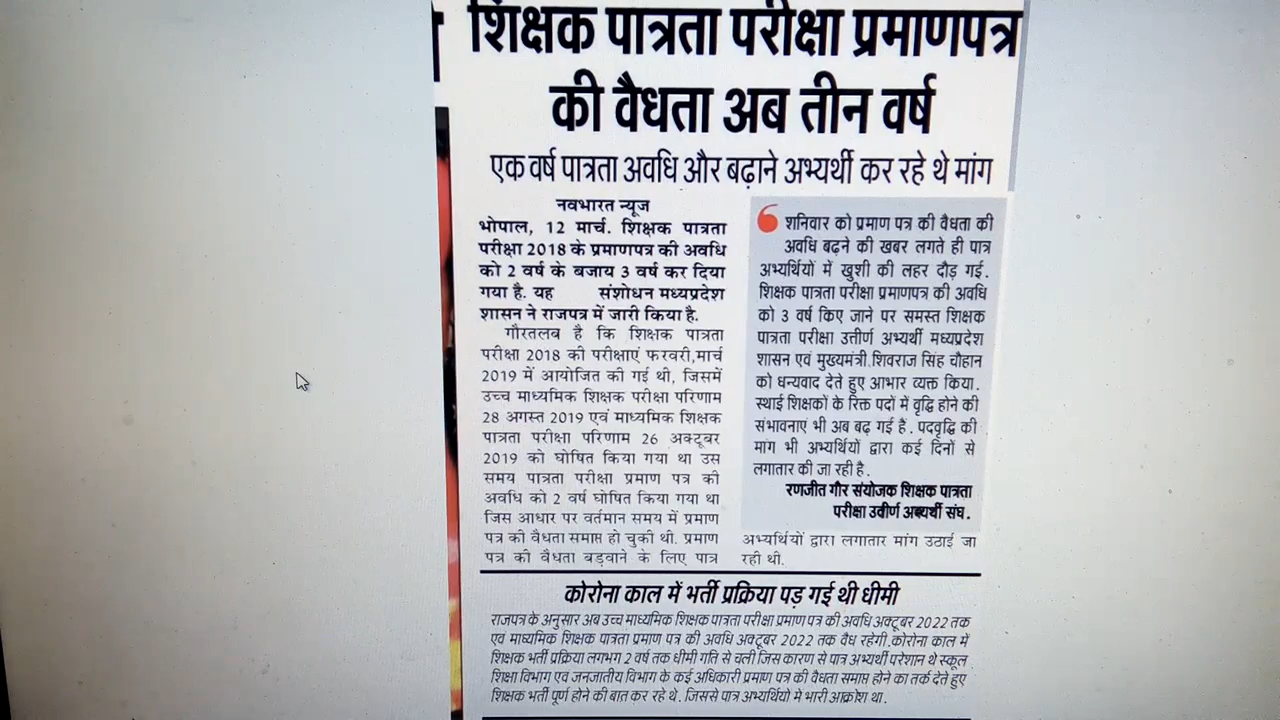 शिक्षक पात्रता परीक्षा प्रमाणपत्र
की वैधता अब तीन वर्ष
एक वर्ष पात्रता अवधि और बढ़ाने अभ्यर्थी कर रहे थे मांग
नवभारत न्यूज
भोपाल, 12 मार्च. शिक्षक पात्रता
परीक्षा 2018 के प्रमाणपत्र की अवधि
को 2 वर्ष के बजाय 3 वर्ष कर दिया
गया है. यह संशोधन मध्यप्रदेश
शासन ने राजपत्र में जारी किया है.
गौरतलब है कि शिक्षक पात्रता
परीक्षा 2018 की परीक्षाएं फरवरी,मार्च
2019 में आयोजित की गई थी, जिसमें
उच्च माध्यमिक शिक्षक परीक्षा परिणाम
28 अगस्त 2019 एवं माध्यमिक शिक्षक
पात्रता परीक्षा परिणाम 26 अक्टूबर
2019 को घोषित किया गया था उस
समय पात्रता परीक्षा प्रमाण पत्र की
अवधि को 2 वर्ष घोषित किया गया था
जिस आधार पर वर्तमान समय में प्रमाण
पत्र की वैधता समाप्त हो चुकी थी. प्रमाण
पत्र की वैधता बड़वाने के लिए पात्र
शनिवार को प्रमाण पत्र की वैधता की
अवधि बढ़ने की खबर लगते ही पात्र
अभ्यर्थियों में खुशी की लहर दौड़ गई.
शिक्षक पात्रता परीक्षा प्रमाणपत्र की अवधि
को 3 वर्ष किए जाने पर समस्त शिक्षक
पात्रता परीक्षा उत्तीर्ण अभ्यर्थी मध्यप्रदेश
शासन एवं मुख्यमंत्री शिवराज सिंह चौहान
को धन्यवाद देते हुए आभार व्यक्त किया.
स्थाई शिक्षकों के रिक्त पदों में वृद्धि होने की
संभावनाएं भी अब बढ़ गई हैं. पदवृद्धि की
मांग भी अभ्यर्थियों द्वारा कई दिनों से
लगातार की जा रही है.
रणजीत गौर संयोजक शिक्षक पात्रता
परीक्षा उत्तीर्ण अभ्यर्थी संघ.
अभ्यर्थियों द्वारा लगातार मांग उठाई जा
रही थी.
कोरोना काल में भर्ती प्रक्रिया पड़ गई थी धीमी
राजपत्र के अनुसार अब उच्च माध्यमिक शिक्षक पात्रता परीक्षा प्रमाण पत्र की अवधि अक्टूबर 2022 तक
एवं माध्यमिक शिक्षक पात्रता प्रमाण पत्र की अवधि अक्टूबर 2022 तक वैध रहेगी.कोरोना काल में
शिक्षक भर्ती प्रक्रिया लगभग 2 वर्ष तक धीमी गति से चली जिस कारण से पात्र अभ्यर्थी परेशान थे स्कूल
शिक्षा विभाग एवं जनजातीय विभाग के कई अधिकारी प्रमाण पत्र की वैधता समाप्त होने का तर्क देते हुए
शिक्षक भर्ती पूर्ण होने की बात कर रहे थे. जिससे पात्र अभ्यर्थियो मे भारी आक्रोश था.